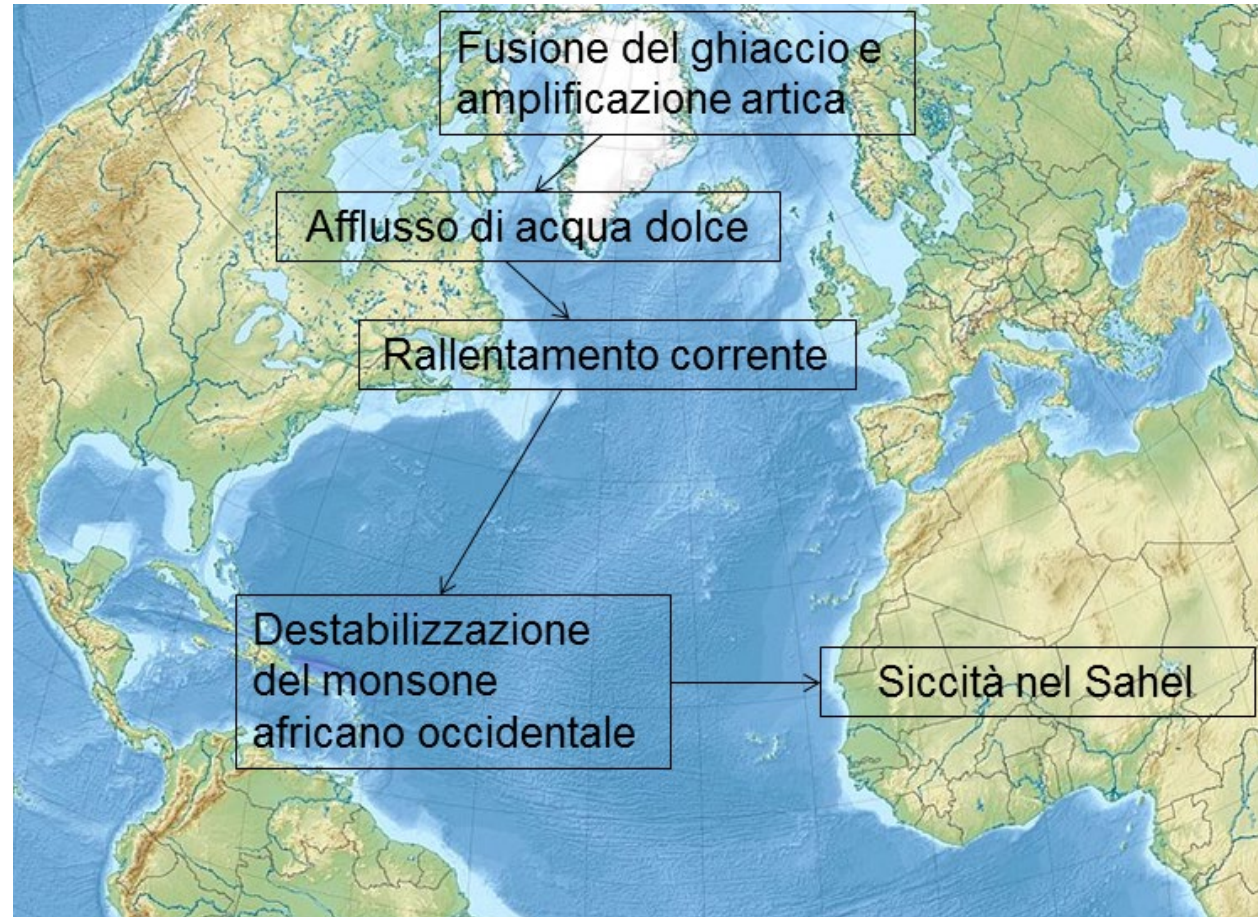 Fusione del ghiaccio e
amplificazione artica
Afflusso di acqua dolce
Rallentamento corrente
Destabilizzazione
del monsone
africano occidentale
Siccità nel Sahel